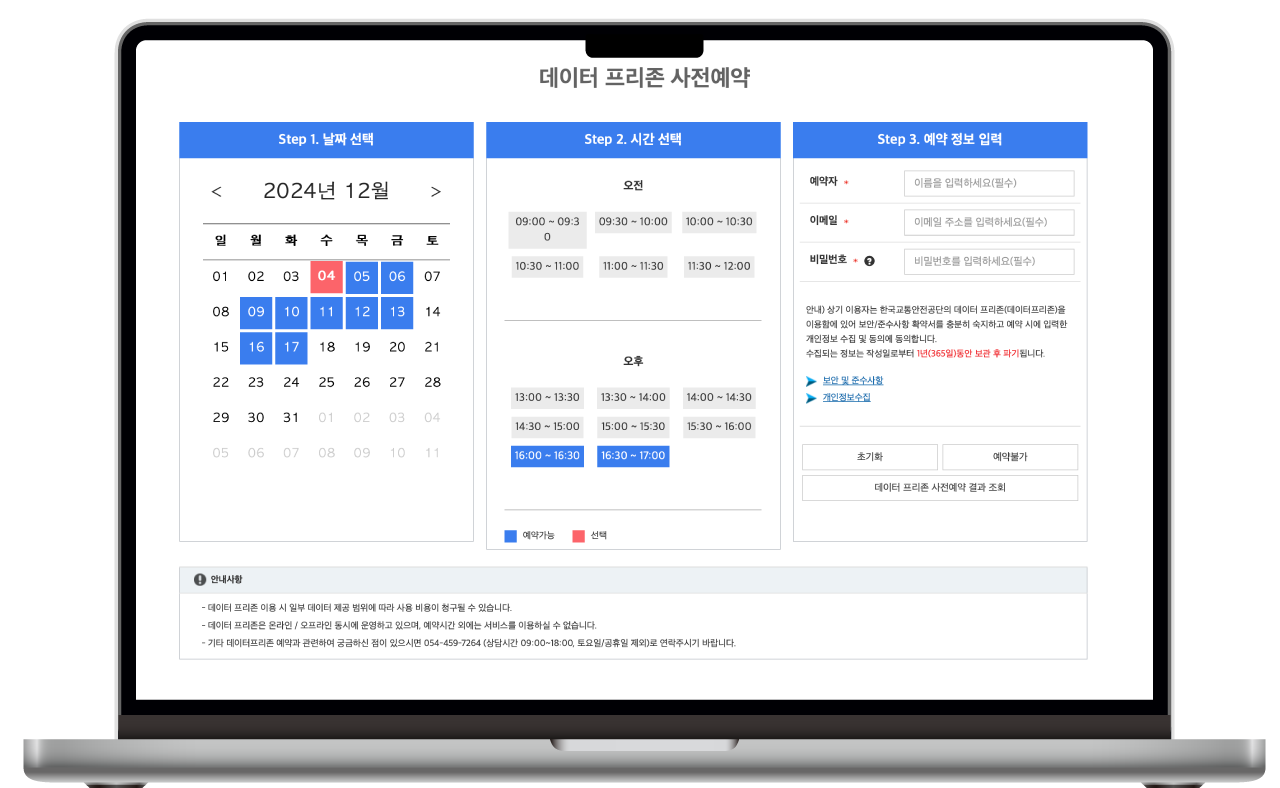 데이터 프리존 사전예약
Step 1. 날짜 선택
< 2024년 12월 >
일 월 화 수 목 금 토
01 02 03 04 05 06 07
08 09 10 11 12 13 14
15 16 17 18 19 20 21
22 23 24 25 26 27 28
29 30 31 01 02 03 04
05 06 07 08 09 10 11
Step 2. 시간 선택
오전
09:00 ~ 09:3
0
09:30 ~ 10:00 10:00 ~ 10:30
10:30 ~ 11:00 11:00 ~ 11:30 11:30 ~ 12:00
오후
13:00 ~ 13:30 13:30 ~ 14:00 14:00 ~ 14:30
14:30 ~ 15:00 15:00 ~ 15:30 15:30 ~ 16:00
16:00 ~ 16:30 16:30 ~ 17:00
예약가능 선택
Step 3. 예약 정보 입력
예약자 * 이름을 입력하세요(필수)
이메일 * 이메일 주소를 입력하세요(필수)
비밀번호 * ? 비밀번호를 입력하세요(필수)
안내) 상기 이용자는 한국교통안전공단의 데이터 프리존(데이터프리존)을
이용함에 있어 보안/준수사항 확약서를 충분히 숙지하고 예약 시에 입력한
개인정보 수집 및 동의에 동의합니다.
수집되는 정보는 작성일로부터 1년(365일)동안 보관 후 파기됩니다.
보안 및 준수사항
개인정보수집
초기화 예약불가
데이터 프리존 사전예약 결과 조회
! 안내사항
- 데이터 프리존 이용 시 일부 데이터 제공 범위에 따라 사용 비용이 청구될 수 있습니다.
- 데이터 프리존은 온라인 / 오프라인 동시에 운영하고 있으며, 예약시간 외에는 서비스를 이용하실 수 없습니다.
- 기타 데이터프리존 예약과 관련하여 궁금하신 점이 있으시면 054-459-7264 (상담시간 09:00~18:00, 토요일/공휴일 제외)로 연락주시기 바랍니다.